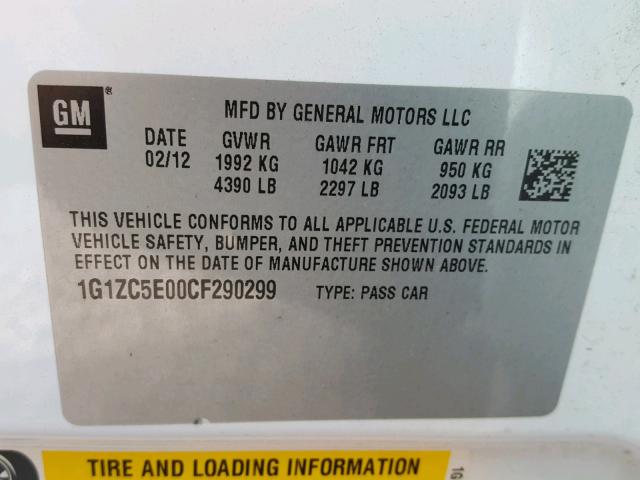 GM®
MFD BY GENERAL MOTORS LLC
DATE GVWR GAWR FRT GAWR RR
02/12 1992 KG 1042 KG 950 KG
4390 LB 2297 LB 2093 LB
THIS VEHICLE CONFORMS TO ALL APPLICABLE U.S. FEDERAL MOTOR
VEHICLE SAFETY, BUMPER, AND THEFT PREVENTION STANDARDS IN
EFFECT ON THE DATE OF MANUFACTURE SHOWN ABOVE.
1G1ZC5E00CF290299 TYPE: PASS CAR
TIRE AND LOADING INFORMATION
1G